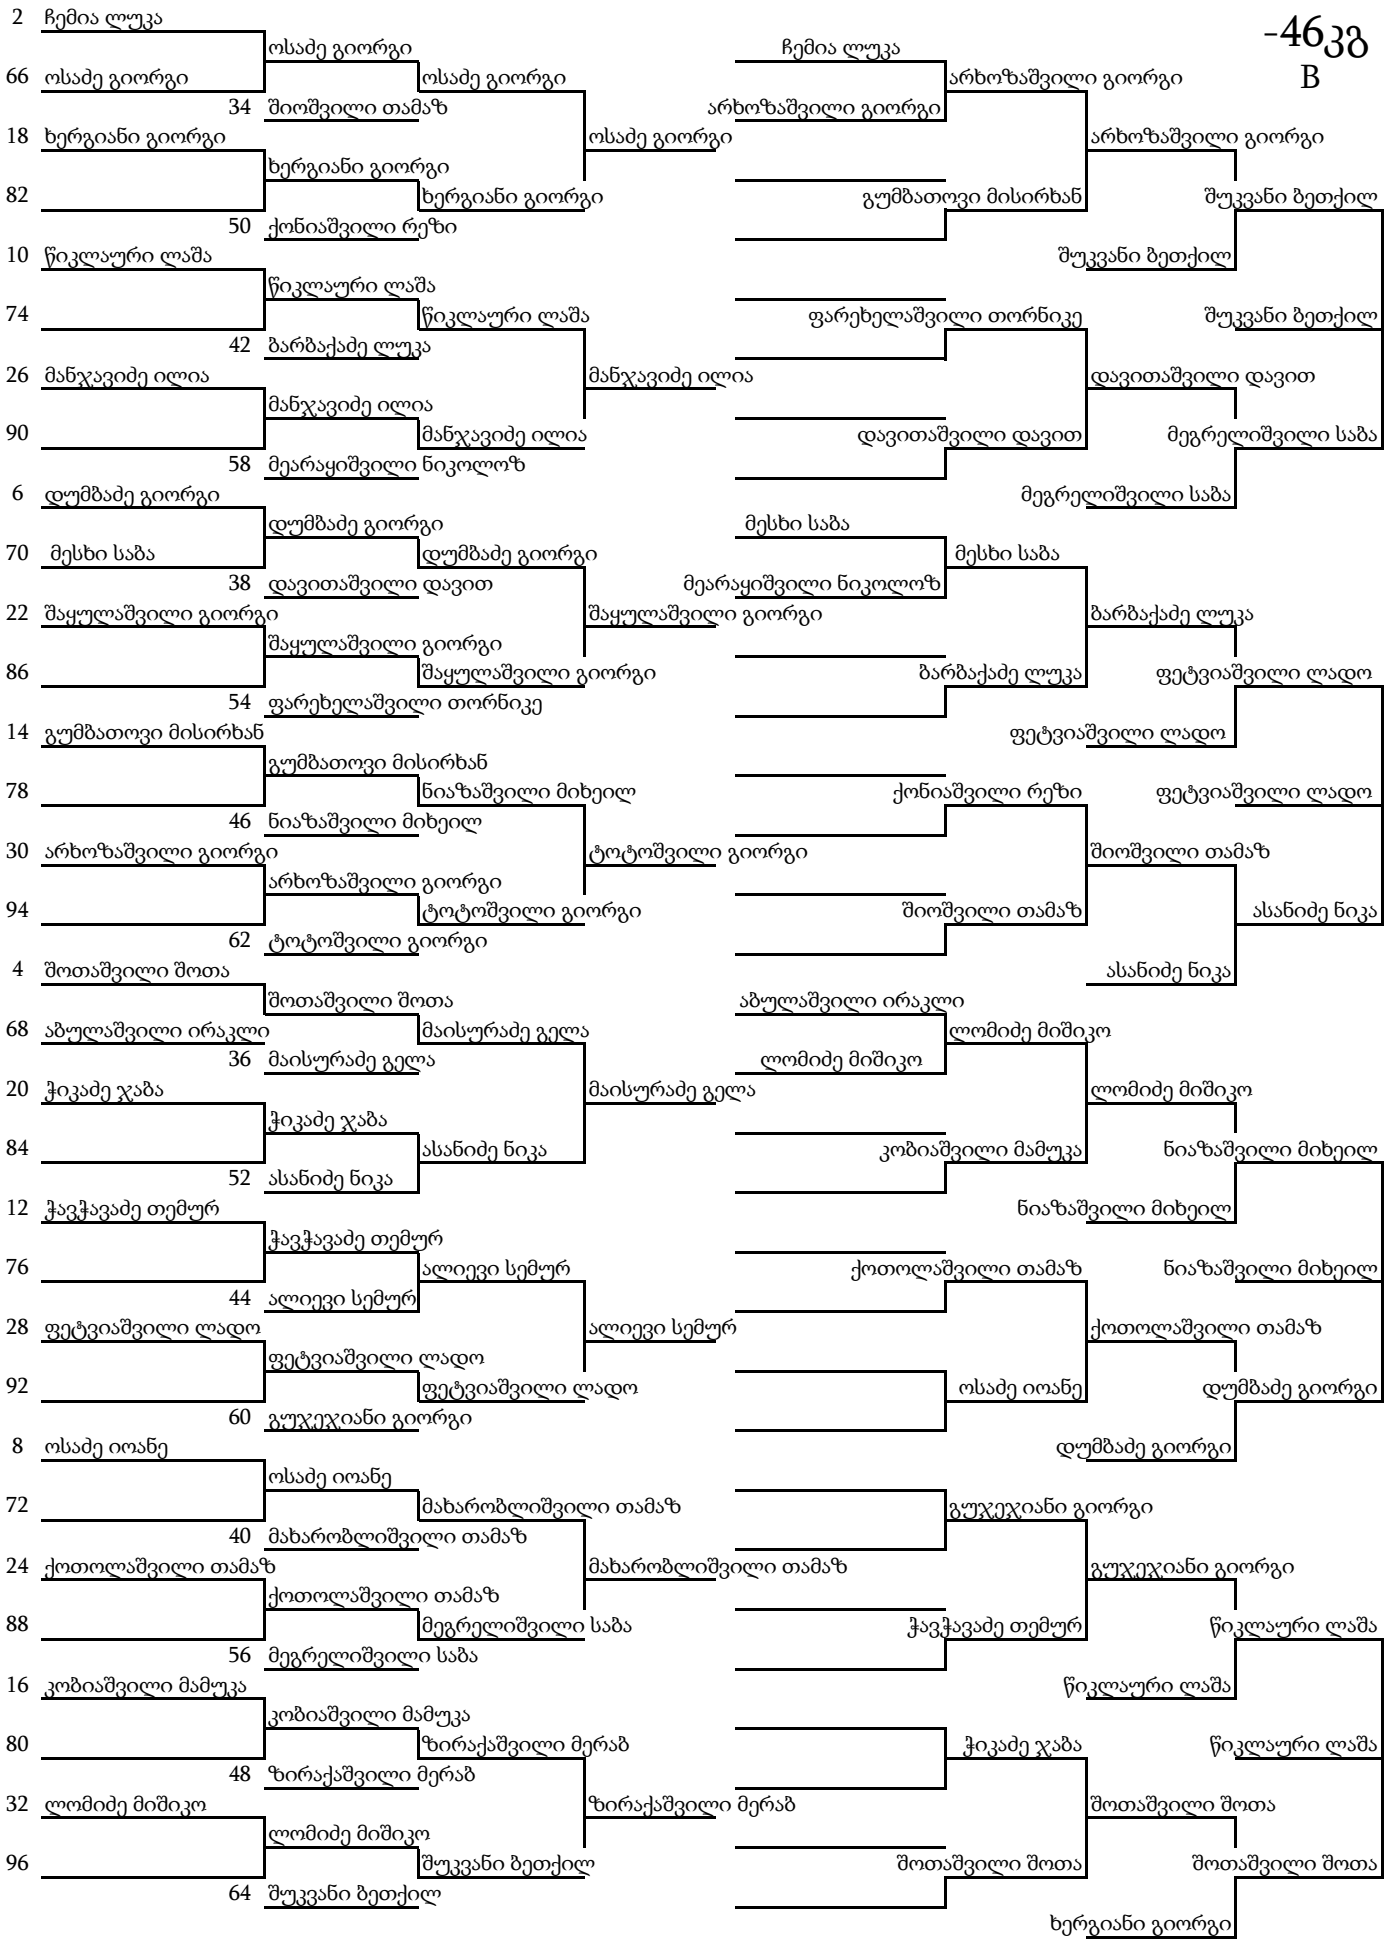 -46კგ
B
2 ჩემია ლუკა
ოსაძე გიორგი
ჩემია ლუკა
66 ოსაძე გიორგი
ოსაძე გიორგი
არხოზაშვილი გიორგი
34 შიოშვილი თამაზ
არხოზაშვილი გიორგი
18 ხერგიანი გიორგი
ოსაძე გიორგი
არხოზაშვილი გიორგი
ხერგიანი გიორგი
82
ხერგიანი გიორგი
გუმბათოვი მისირხან
შუკვანი ბეთქილ
50 ქონიაშვილი რეზი
10 წიკლაური ლაშა
შუკვანი ბეთქილ
წიკლაური ლაშა
74
წიკლაური ლაშა
ფარეხელაშვილი თორნიკე
შუკვანი ბეთქილ
42 ბარბაქაძე ლუკა
26 მანჯავიძე ილია
მანჯავიძე ილია
დავითაშვილი დავით
მანჯავიძე ილია
90
მანჯავიძე ილია
დავითაშვილი დავით
მეგრელიშვილი საბა
58 მეარაყიშვილი ნიკოლოზ
6 დუმბაძე გიორგი
მეგრელიშვილი საბა
დუმბაძე გიორგი
მესხი საბა
70 მესხი საბა
დუმბაძე გიორგი
მესხი საბა
38 დავითაშვილი დავით
მეარაყიშვილი ნიკოლოზ
22 შაყულაშვილი გიორგი
შაყულაშვილი გიორგი
ბარბაქაძე ლუკა
შაყულაშვილი გიორგი
86
შაყულაშვილი გიორგი
ბარბაქაძე ლუკა
ფეტვიაშვილი ლადო
54 ფარეხელაშვილი თორნიკე
14 გუმბათოვი მისირხან
ფეტვიაშვილი ლადო
გუმბათოვი მისირხან
78
ნიაზაშვილი მიხეილ
ქონიაშვილი რეზი
ფეტვიაშვილი ლადო
46 ნიაზაშვილი მიხეილ
30 არხოზაშვილი გიორგი
ტოტოშვილი გიორგი
შიოშვილი თამაზ
არხოზაშვილი გიორგი
94
ტოტოშვილი გიორგი
შიოშვილი თამაზ
ასანიძე ნიკა
62 ტოტოშვილი გიორგი
4 შოთაშვილი შოთა
ასანიძე ნიკა
შოთაშვილი შოთა
აბულაშვილი ირაკლი
68 აბულაშვილი ირაკლი
მაისურაძე გელა
ლომიძე მიშიკო
36 მაისურაძე გელა
ლომიძე მიშიკო
20 ჭიკაძე ჯაბა
მაისურაძე გელა
ლომიძე მიშიკო
ჭიკაძე ჯაბა
84
ასანიძე ნიკა
კობიაშვილი მამუკა
ნიაზაშვილი მიხეილ
52 ასანიძე ნიკა
12 ჭავჭავაძე თემურ
ნიაზაშვილი მიხეილ
ჭავჭავაძე თემურ
76
ალიევი სემურ
ქოთოლაშვილი თამაზ
ნიაზაშვილი მიხეილ
44 ალიევი სემურ
28 ფეტვიაშვილი ლადო
ალიევი სემურ
ქოთოლაშვილი თამაზ
ფეტვიაშვილი ლადო
92
ფეტვიაშვილი ლადო
ოსაძე იოანე
დუმბაძე გიორგი
60 გუჯეჯიანი გიორგი
8 ოსაძე იოანე
დუმბაძე გიორგი
ოსაძე იოანე
72
მახარობლიშვილი თამაზ
გუჯეჯიანი გიორგი
40 მახარობლიშვილი თამაზ
24 ქოთოლაშვილი თამაზ
მახარობლიშვილი თამაზ
გუჯეჯიანი გიორგი
ქოთოლაშვილი თამაზ
88
მეგრელიშვილი საბა
ჭავჭავაძე თემურ
წიკლაური ლაშა
56 მეგრელიშვილი საბა
16 კობიაშვილი მამუკა
წიკლაური ლაშა
კობიაშვილი მამუკა
80
ზირაქაშვილი მერაბ
ჭიკაძე ჯაბა
წიკლაური ლაშა
48 ზირაქაშვილი მერაბ
32 ლომიძე მიშიკო
ზირაქაშვილი მერაბ
შოთაშვილი შოთა
ლომიძე მიშიკო
96
შუკვანი ბეთქილ
შოთაშვილი შოთა
შოთაშვილი შოთა
64 შუკვანი ბეთქილ
ხერგიანი გიორგი